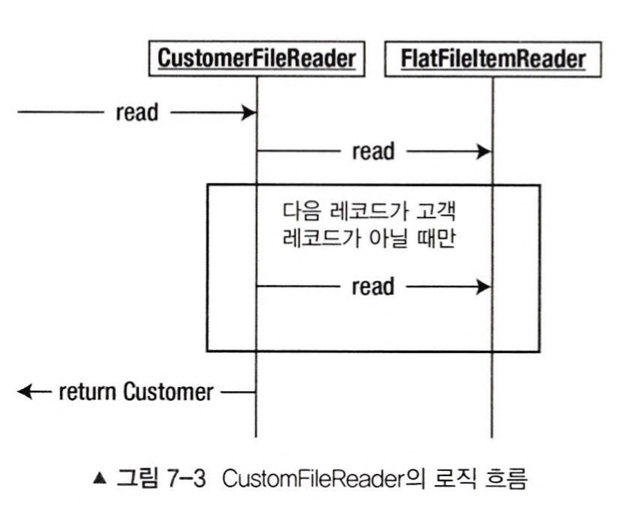 CustomerFileReader
FlatFileItemReader
read
read
다음 레코드가 고객
레코드가 아닐 때만
read
return Customer
▲ 그림 7-3 CustomFileReader의 로직 흐름